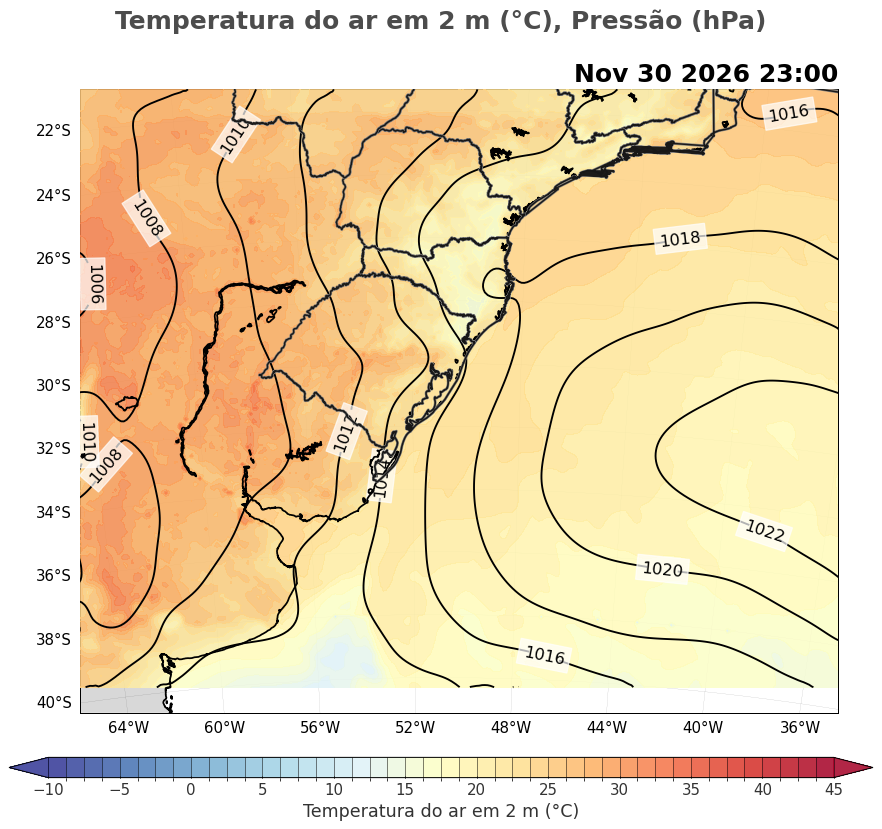 Temperatura do ar em 2 m (°C), Pressão (hPa)
Nov 30 2026 23:00
1016
1010
22°S
24°S
1008
1018
26°S
1006
28°S
30°S
1012
1010
32°S
1008
1014
34°S
1022
1020
36°S
38°S
1016
40°S
64°W 60°W 56°W 52°W 48°W 44°W 40°W 36°W
−10 −5 0 5 10 15 20 25 30 35 40 45
Temperatura do ar em 2 m (°C)